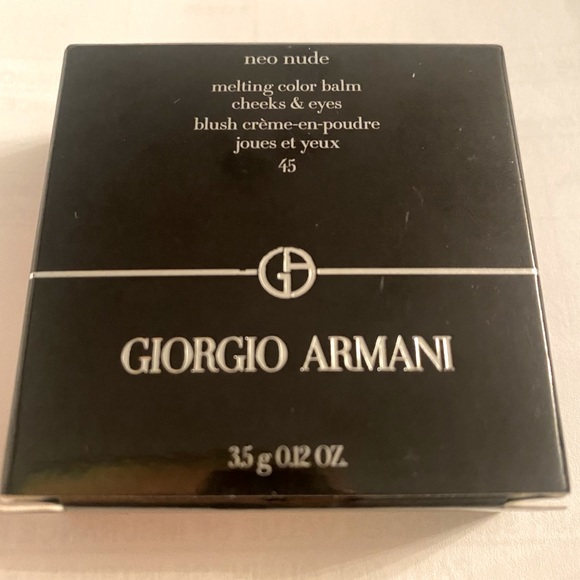 neo nude
melting color balm
cheeks & eyes
blush crème-en-poudre
joues et yeux
45
GA
GIORGIO ARMANI
3.5 g 0.12 OZ.